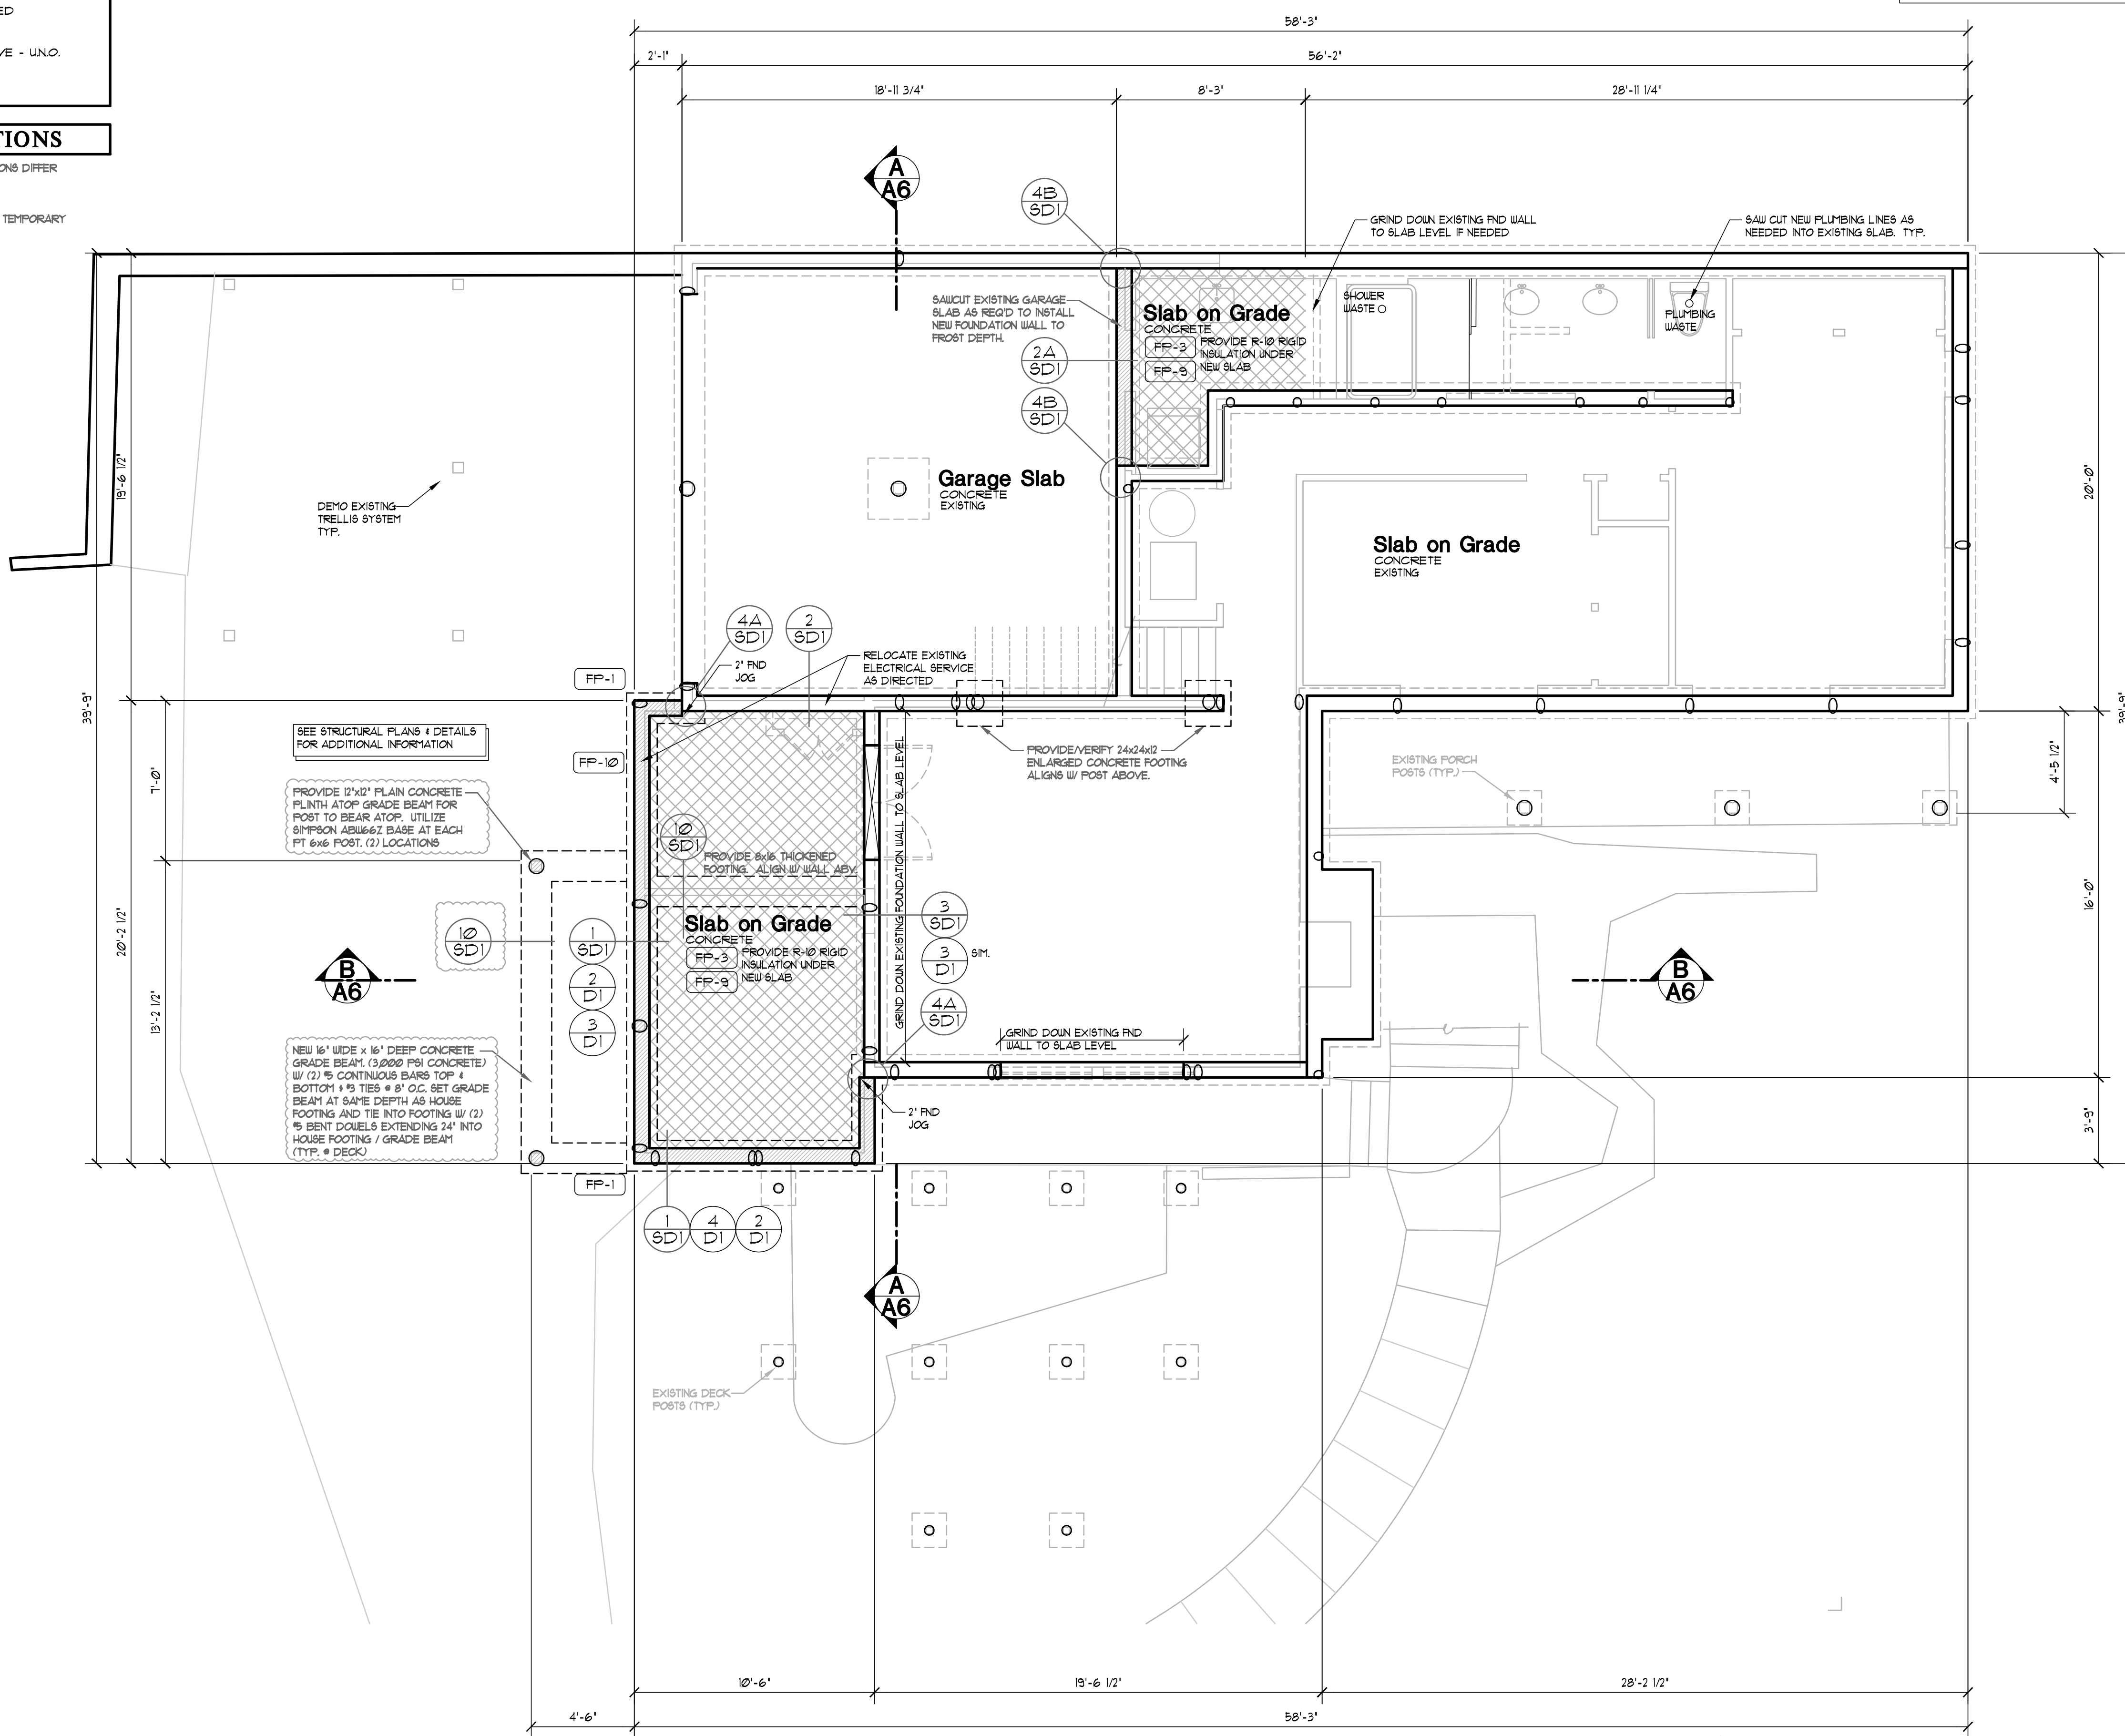 ED
VE - U.N.O.
TIONS
ONS DIFFER
TEMPORARY
58'-3"
2'-1"
56'-2"
18'-11 3/4"
8'-3"
28'-11 1/4"
A
A6
4B
SD1
GRIND DOWN EXISTING FND WALL
TO SLAB LEVEL IF NEEDED
SAW CUT NEW PLUMBING LINES AS
NEEDED INTO EXISTING SLAB. TYP.
SAWCUT EXISTING GARAGE
SLAB AS REQ'D TO INSTALL
NEW FOUNDATION WALL TO
FROST DEPTH.
Slab on Grade
CONCRETE
FP-3
PROVIDE R-10 RIGID
INSULATION UNDER
NEW SLAB
FP-9
SHOWER
WASTE
PLUMBING
WASTE
2A
SD1
4B
SD1
19'-6 1/2"
20'-0"
39'-9"
39'-9"
DEMO EXISTING
TRELLIS SYSTEM
TYP.
Garage Slab
CONCRETE
EXISTING
Slab on Grade
CONCRETE
EXISTING
4A
SD1
2
SD1
2" FND
JOG
RELOCATE EXISTING
ELECTRICAL SERVICE
AS DIRECTED
FP-1
SEE STRUCTURAL PLANS & DETAILS
FOR ADDITIONAL INFORMATION
FP-10
7'-0"
PROVIDE 12"x12" PLAIN CONCRETE
PLINTH ATOP GRADE BEAM FOR
POST TO BEAR ATOP. UTILIZE
SIMPSON ABW66Z BASE AT EACH
PT 6x6 POST. (2) LOCATIONS
PROVIDE/VERIFY 24x24x12
ENLARGED CONCRETE FOOTING
ALIGNS W/ POST ABOVE.
EXISTING PORCH
POSTS (TYP.)
4'-5 1/2"
10
SD1
PROVIDE 8x16 THICKENED
FOOTING. ALIGN W/ WALL ABV.
GRIND DOWN EXISTING FOUNDATION WALL TO SLAB LEVEL
16'-0"
20'-2 1/2"
13'-2 1/2"
10
SD1
1
SD1
2
D1
3
D1
Slab on Grade
CONCRETE
FP-3
PROVIDE R-10 RIGID
INSULATION UNDER
NEW SLAB
FP-9
3
SD1
3
D1
SIM.
4A
SD1
B
A6
B
A6
GRIND DOWN EXISTING FND
WALL TO SLAB LEVEL
NEW 16" WIDE x 16" DEEP CONCRETE
GRADE BEAM. (3,000 PSI CONCRETE)
W/ (2) #5 CONTINUOUS BARS TOP &
BOTTOM & #3 TIES @ 8" O.C. SET GRADE
BEAM AT SAME DEPTH AS HOUSE
FOOTING AND TIE INTO FOOTING W/ (2)
#5 BENT DOWELS EXTENDING 24" INTO
HOUSE FOOTING / GRADE BEAM
(TYP. @ DECK)
2" FND
JOG
3'-9"
FP-1
1
SD1
4
D1
2
D1
A
A6
EXISTING DECK
POSTS (TYP.)
10'-6"
19'-6 1/2"
28'-2 1/2"
4'-6"
58'-3"